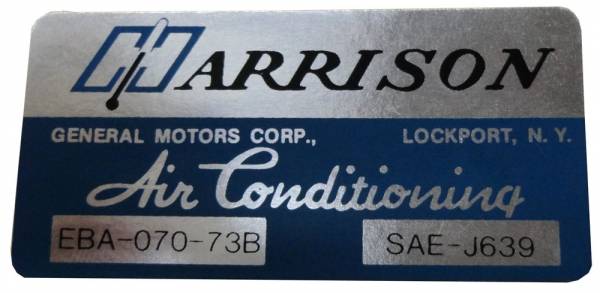 HARRISON
GENERAL MOTORS CORP., LOCKPORT, N. Y.
Air Conditioning
EBA-070-73B SAE-J639